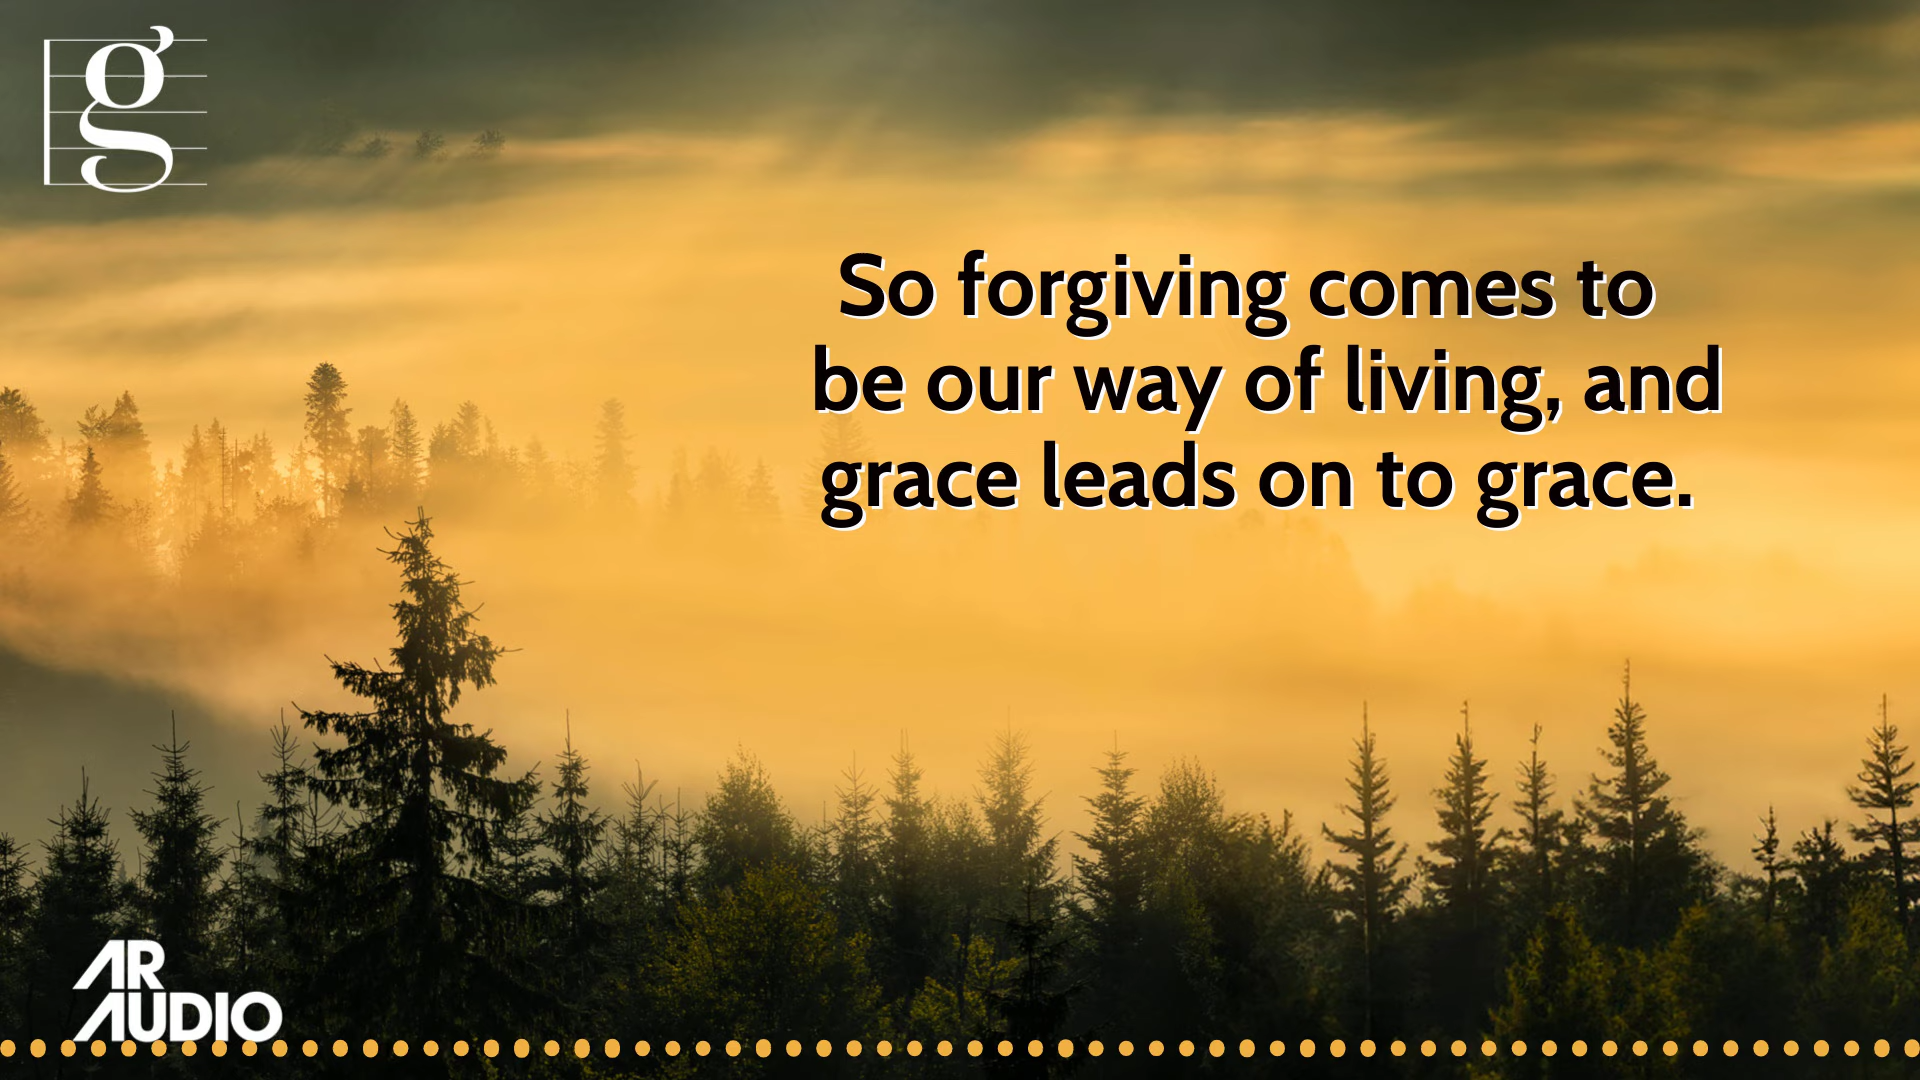 g
So forgiving comes to
be our way of living, and
grace leads on to grace.
AR
AUDIO